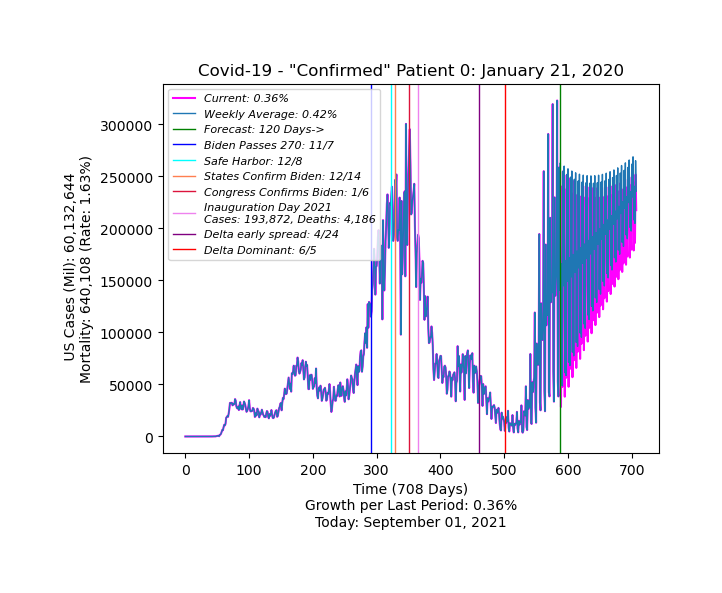 Covid-19 - "Confirmed" Patient 0: January 21, 2020
Current: 0.36%
Weekly Average: 0.42%
Forecast: 120 Days->
Biden Passes 270: 11/7
Safe Harbor: 12/8
States Confirm Biden: 12/14
Congress Confirms Biden: 1/6
Inauguration Day 2021
Cases: 193,872, Deaths: 4,186
Delta early spread: 4/24
Delta Dominant: 6/5
US Cases (Mil): 60,132,644
Mortality: 640,108 (Rate: 1.63%)
300000
250000
200000
150000
100000
50000
0
0 100 200 300 400 500 600 700
Time (708 Days)
Growth per Last Period: 0.36%
Today: September 01, 2021